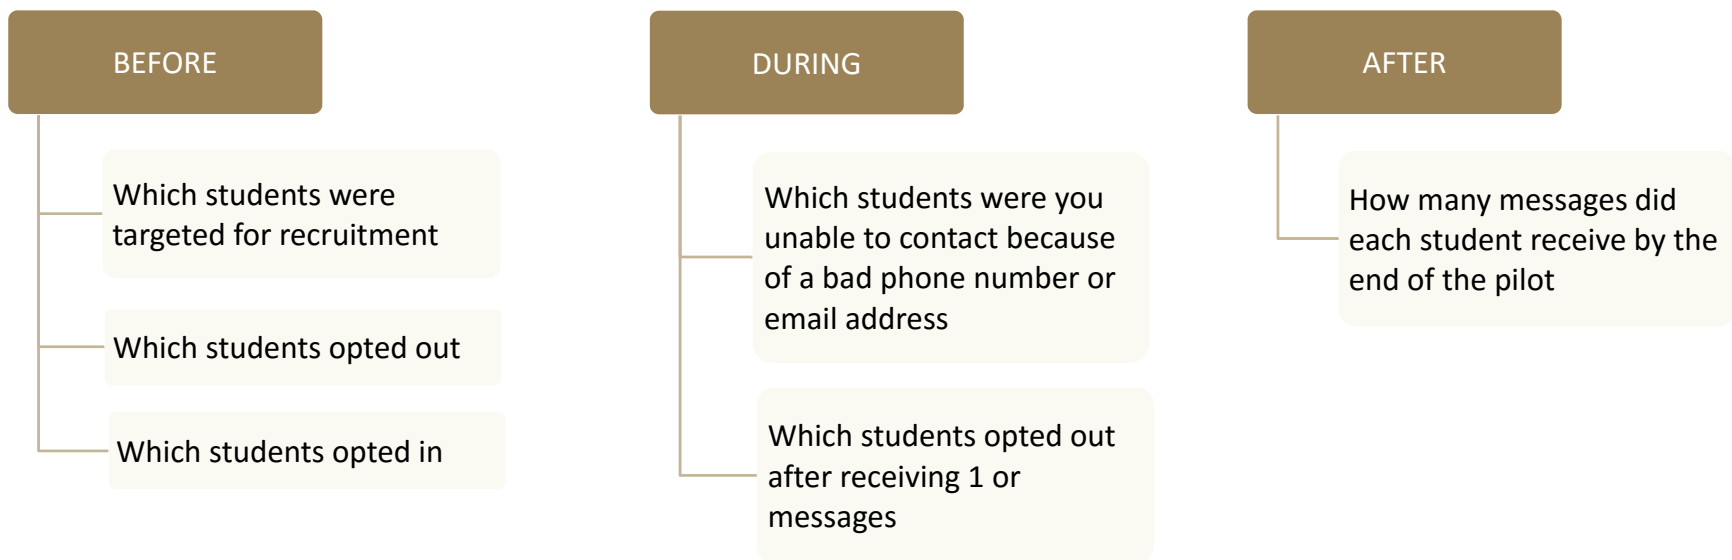 BEFORE
Which students were
targeted for recruitment
Which students opted out
Which students opted in
DURING
Which students were you
unable to contact because
of a bad phone number or
email address
Which students opted out
after receiving 1 or
messages
AFTER
How many messages did
each student receive by the
end of the pilot